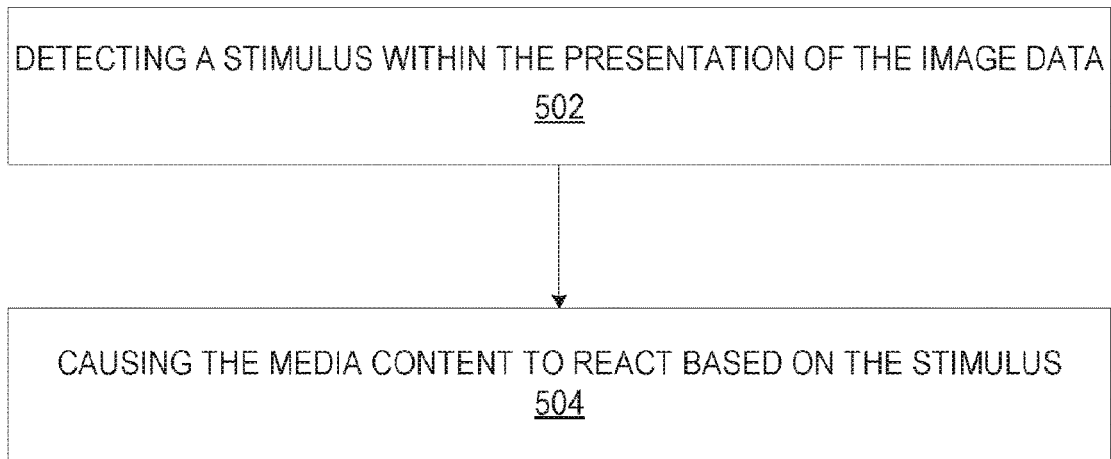 DETECTING A STIMULUS WITHIN THE PRESENTATION OF THE IMAGE DATA
502
CAUSING THE MEDIA CONTENT TO REACT BASED ON THE STIMULUS
504